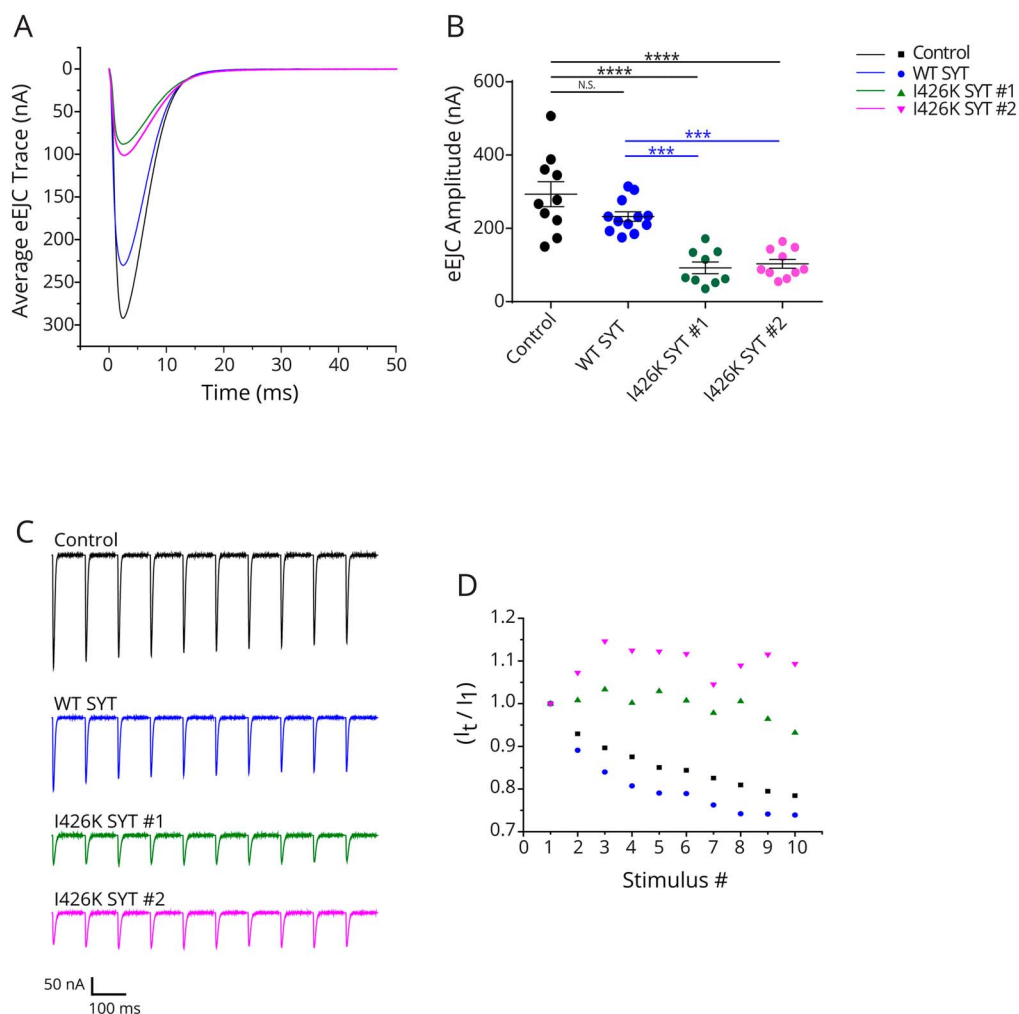 A
Average eEJC Trace (nA)
0
50
100
150
200
250
300
0
10
20
30
40
50
Time (ms)
B
eEJC Amplitude (nA)
600
400
200
0
****
****
N.S.
***
***
Control
WT SYT
I426K SYT #1
I426K SYT #2
Control
WT SYT
I426K SYT #1
I426K SYT #2
C
Control
WT SYT
I426K SYT #1
I426K SYT #2
50 nA
100 ms
D
(It / I1)
1.2
1.1
1.0
0.9
0.8
0.7
0
1
2
3
4
5
6
7
8
9
10
Stimulus #